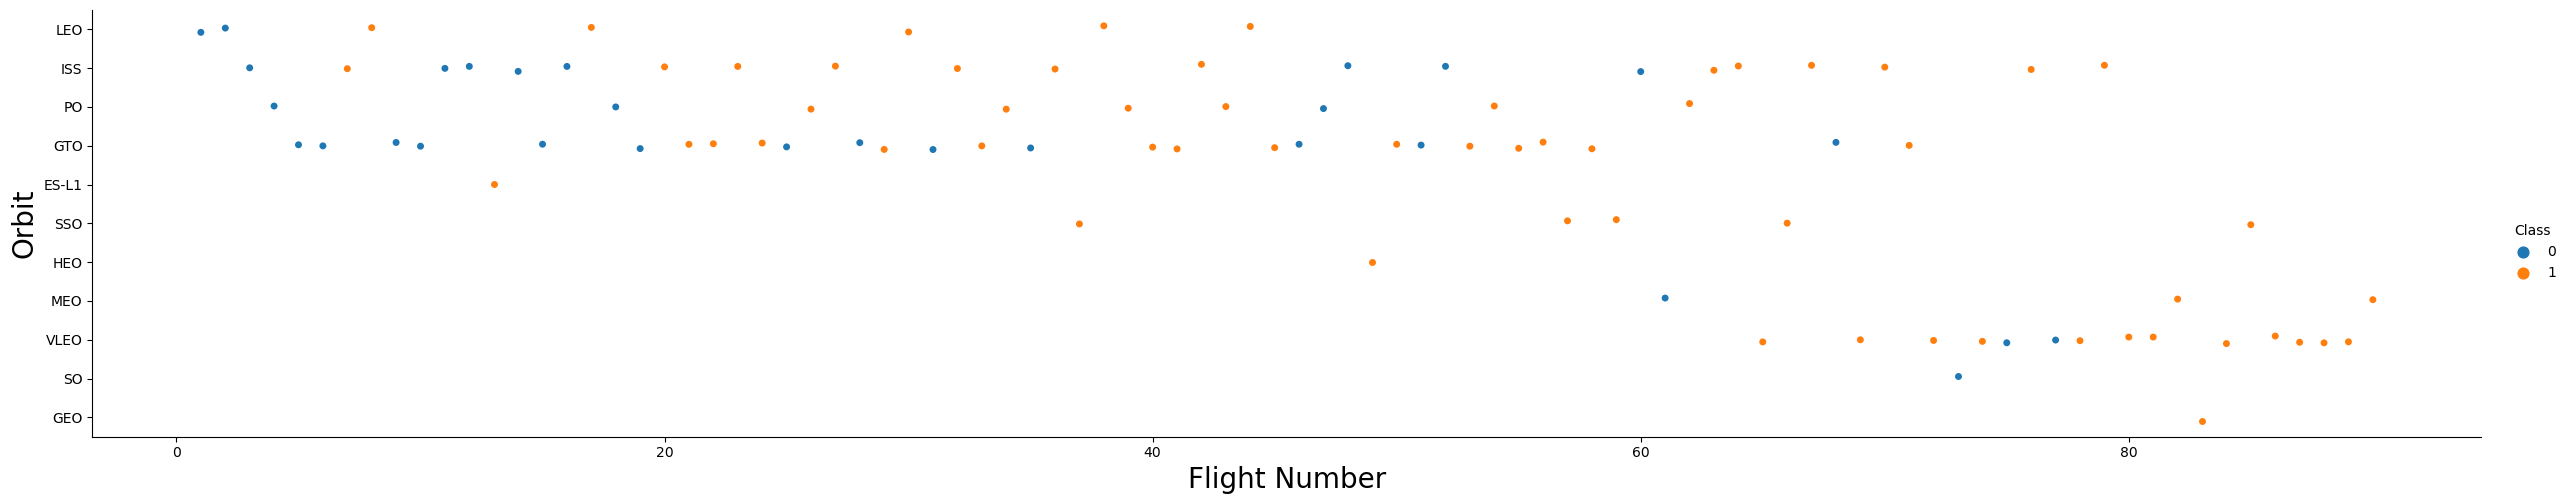 LEO
ISS
PO
GTO
ES-L1
SSO
HEO
MEO
VLEO
SO
GEO
Orbit
0 20 40 60 80
Flight Number
Class
0
1